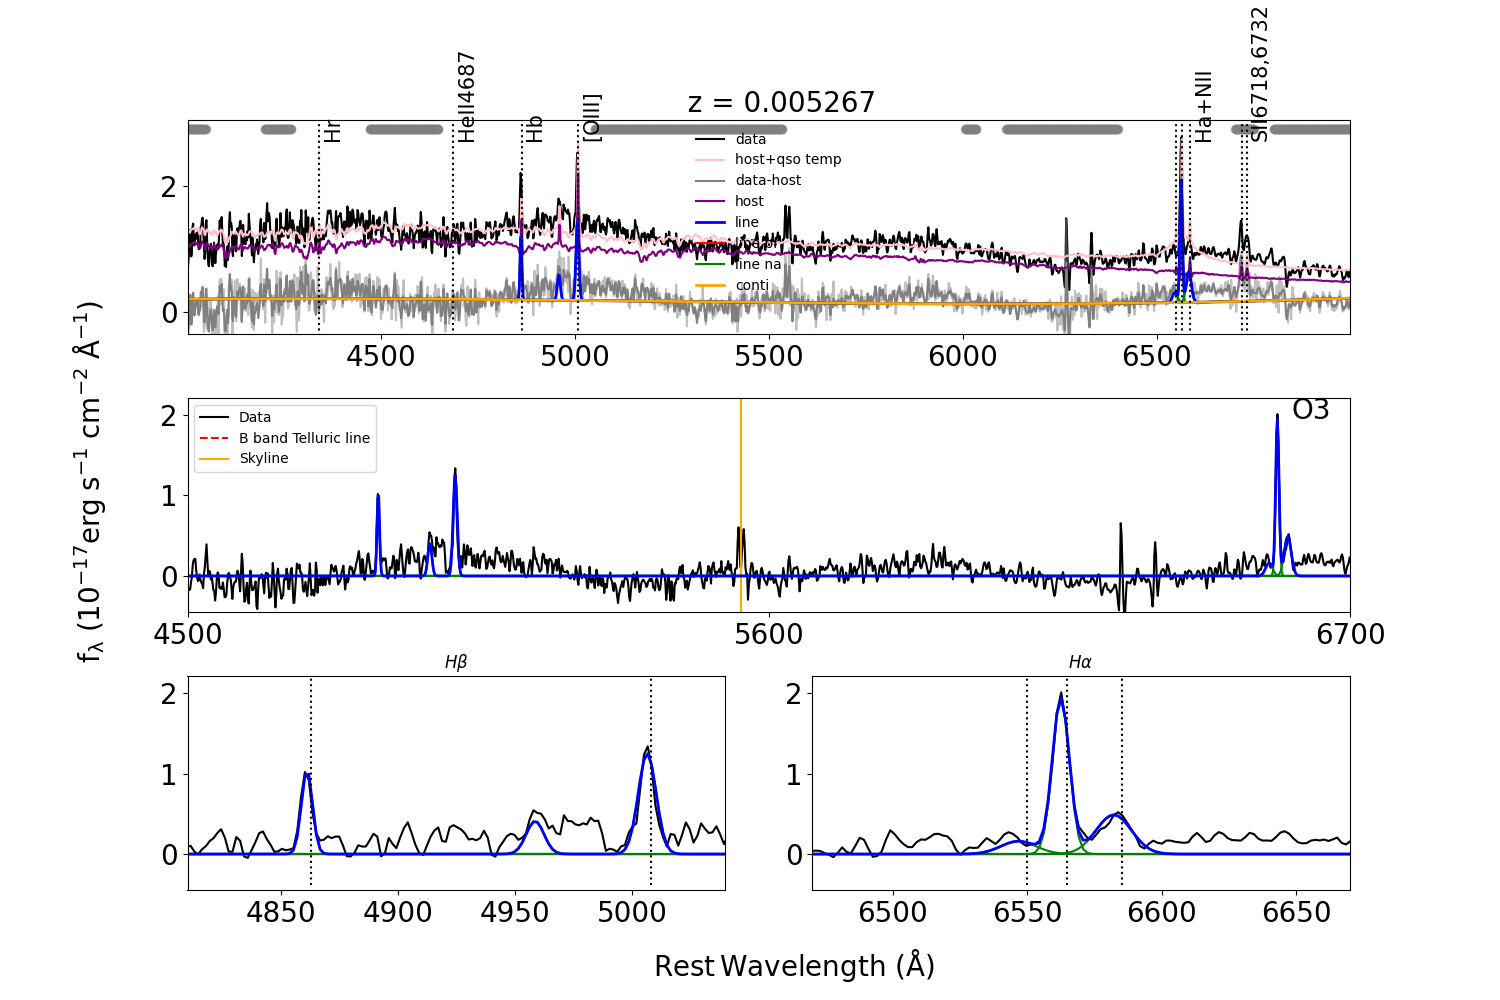 z = 0.005267
Hr
HeII4687
Hb
[OIII]
Ha+NII
SII6718,6732
data
host+qso temp
data-host
host
line
line br
line na
conti
2
0
4500 5000 5500 6000 6500
fλ (10−17erg s−1 cm−2 Å−1)
Data
B band Telluric line
Skyline
O3
2
1
0
4500 5600 6700
Hβ
2
1
0
4850 4900 4950 5000
Hα
2
1
0
6500 6550 6600 6650
Rest Wavelength (Å)